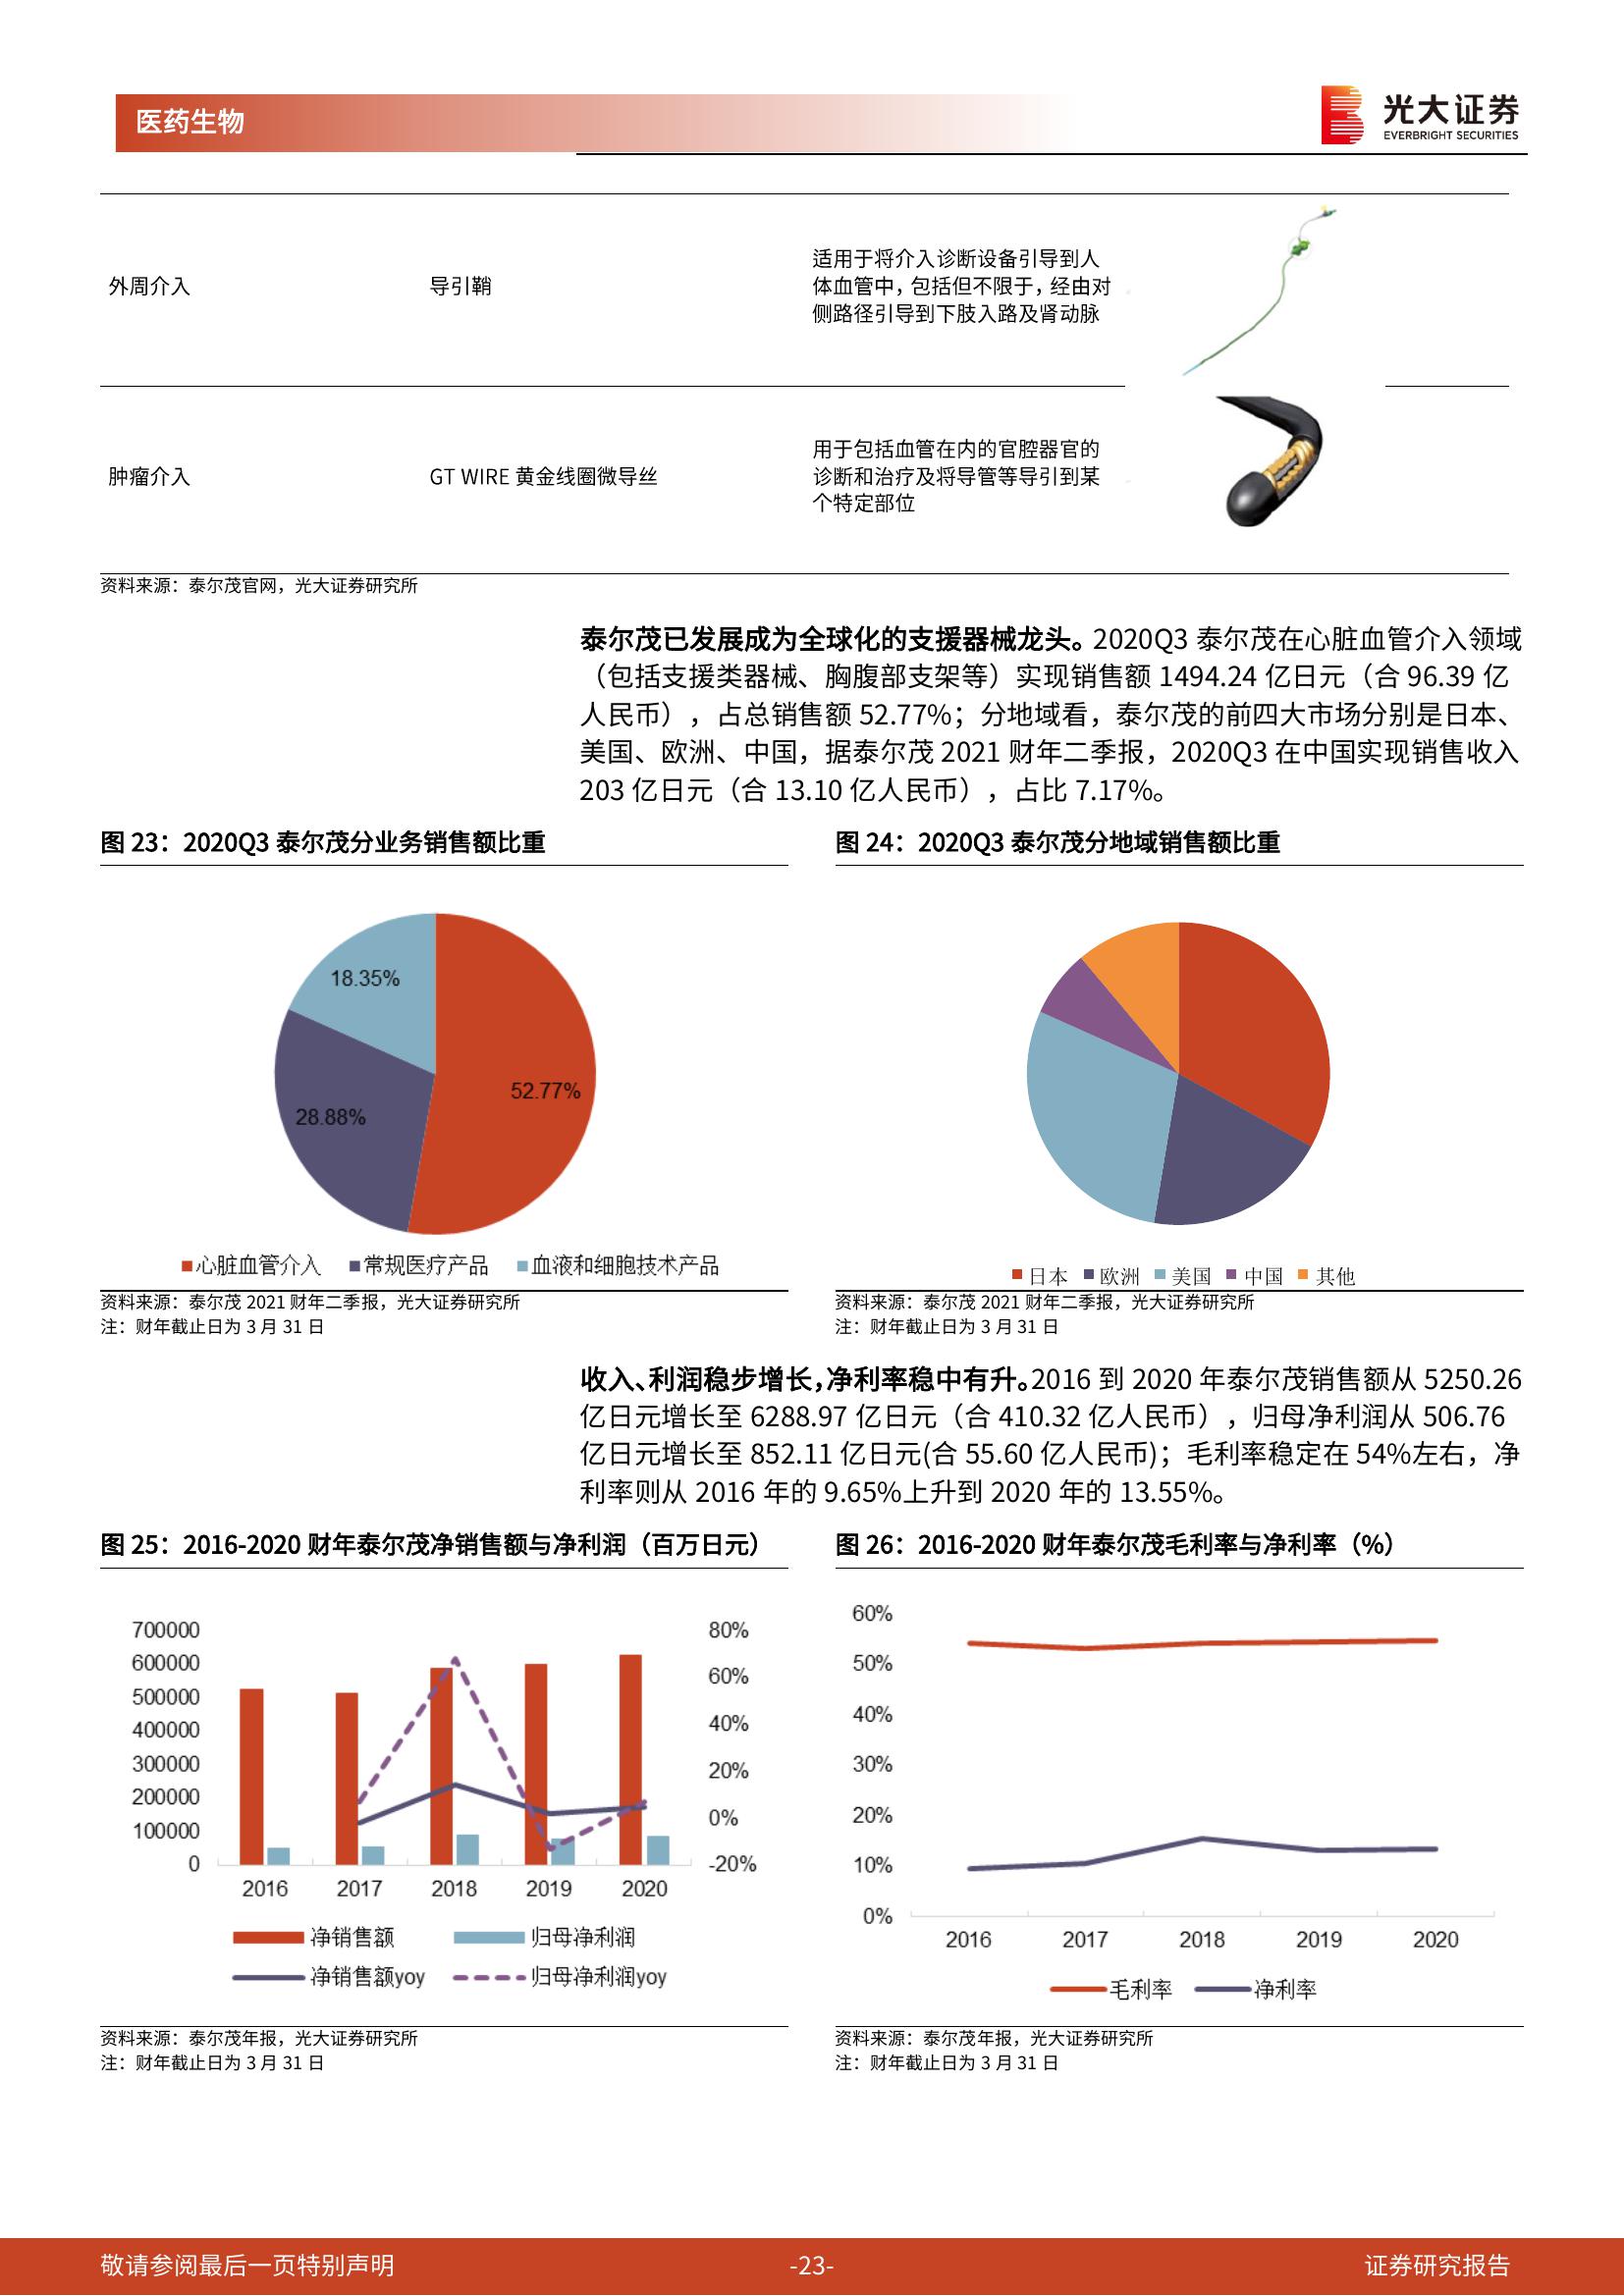 医药生物
光大证券
EVERBRIGHT SECURITIES
外周介入
导引鞘
适用于将介入诊断设备引导到人
体血管中，包括但不限于，经由对
侧路径引导到下肢入路及肾动脉
肿瘤介入
GT WIRE 黄金线圈微导丝
用于包括血管在内的官腔器官的
诊断和治疗及将导管等导引到某
个特定部位
资料来源：泰尔茂官网，光大证券研究所
泰尔茂已发展成为全球化的支援器械龙头。2020Q3 泰尔茂在心脏血管介入领域
（包括支援类器械、胸腹部支架等）实现销售额 1494.24 亿日元（合 96.39 亿
人民币），占总销售额 52.77%；分地域看，泰尔茂的前四大市场分别是日本、
美国、欧洲、中国，据泰尔茂 2021 财年二季报，2020Q3 在中国实现销售收入
203 亿日元（合 13.10 亿人民币），占比 7.17%。
图 23：2020Q3 泰尔茂分业务销售额比重
18.35%
52.77%
28.88%
心脏血管介入 常规医疗产品 血液和细胞技术产品
资料来源：泰尔茂 2021 财年二季报，光大证券研究所
注：财年截止日为 3 月 31 日
图 24：2020Q3 泰尔茂分地域销售额比重
日本 欧洲 美国 中国 其他
资料来源：泰尔茂 2021 财年二季报，光大证券研究所
注：财年截止日为 3 月 31 日
收入、利润稳步增长，净利率稳中有升。2016 到 2020 年泰尔茂销售额从 5250.26
亿日元增长至 6288.97 亿日元（合 410.32 亿人民币），归母净利润从 506.76
亿日元增长至 852.11 亿日元(合 55.60 亿人民币)；毛利率稳定在 54%左右，净
利率则从 2016 年的 9.65%上升到 2020 年的 13.55%。
图 25：2016-2020 财年泰尔茂净销售额与净利润（百万日元）
700000 80%
600000 60%
500000
400000 40%
300000 20%
200000 0%
100000
0 -20%
2016 2017 2018 2019 2020
净销售额 归母净利润
净销售额yoy 归母净利润yoy
资料来源：泰尔茂年报，光大证券研究所
注：财年截止日为 3 月 31 日
图 26：2016-2020 财年泰尔茂毛利率与净利率（%）
60%
50%
40%
30%
20%
10%
0%
2016 2017 2018 2019 2020
毛利率 净利率
资料来源：泰尔茂年报，光大证券研究所
注：财年截止日为 3 月 31 日
敬请参阅最后一页特别声明 -23- 证券研究报告